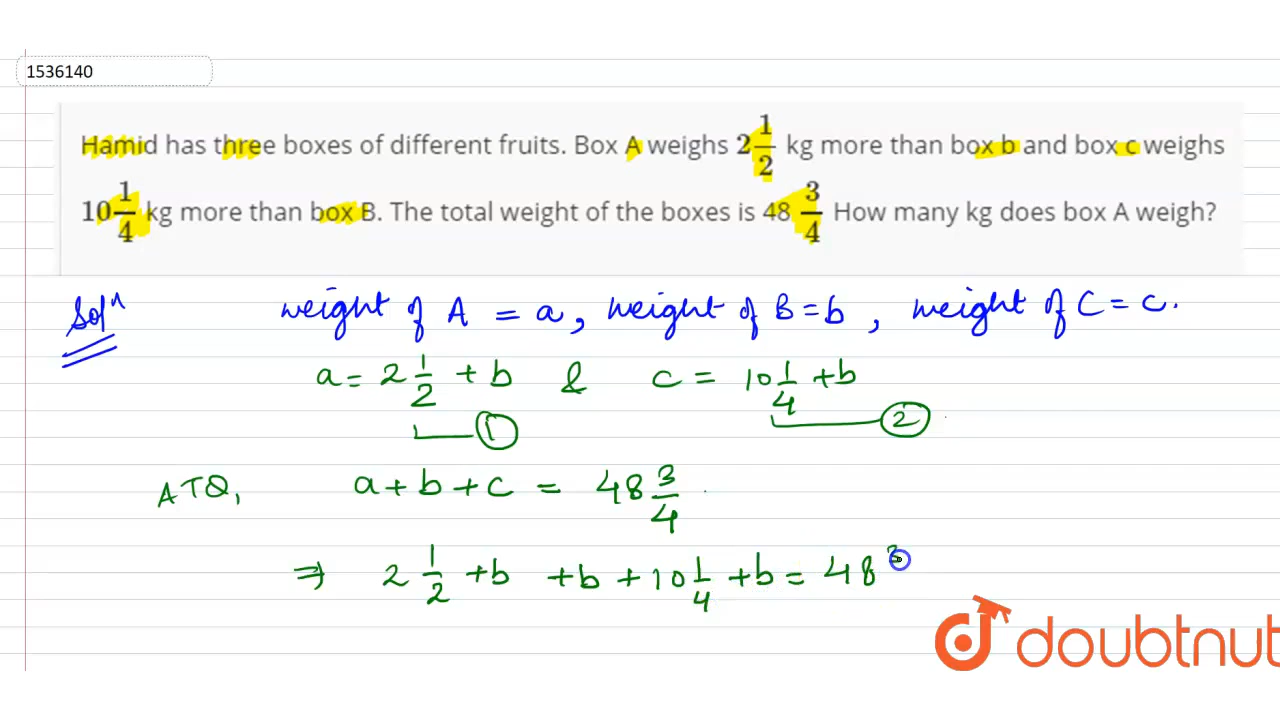 1536140
Hamid has three boxes of different fruits. Box A weighs 2 1/2 kg more than box b and box c weighs
10 1/4 kg more than box B. The total weight of the boxes is 48 3/4 How many kg does box A weigh?
Solⁿ weight of A = a, weight of B = b, weight of C = c.
a = 2 1/2 + b & c = 10 1/4 + b
① ②
ATQ, a + b + c = 48 3/4
⇒ 2 1/2 + b + b + 10 1/4 + b = 48 3
doubtnut